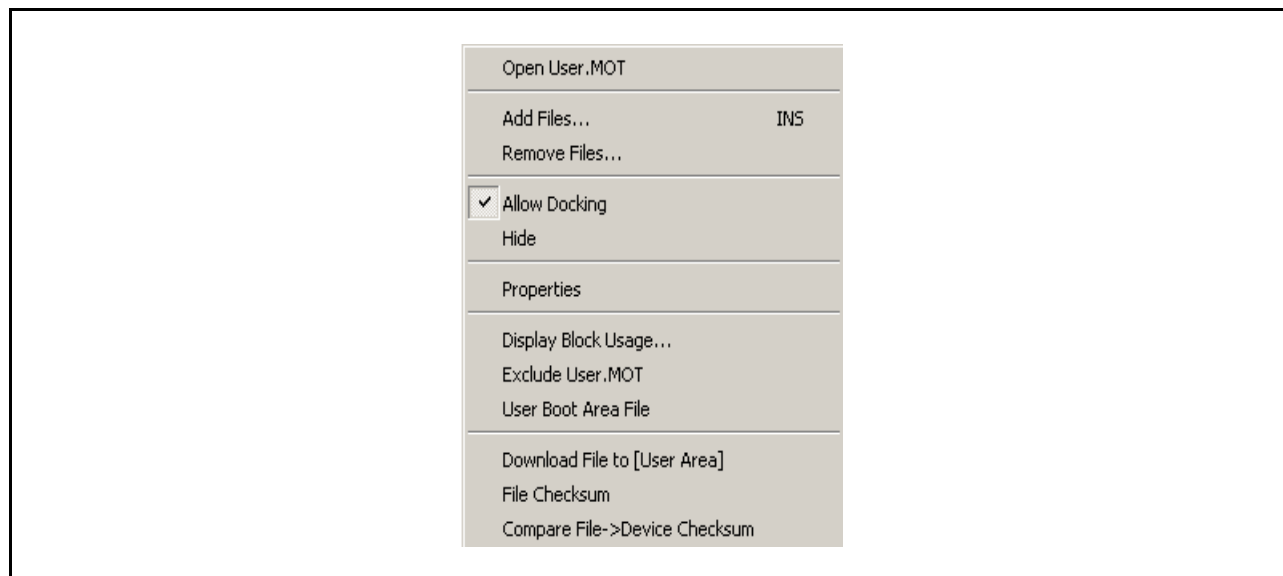 Open User.MOT
Add Files... INS
Remove Files...
Allow Docking
Hide
Properties
Display Block Usage...
Exclude User.MOT
User Boot Area File
Download File to [User Area]
File Checksum
Compare File->Device Checksum